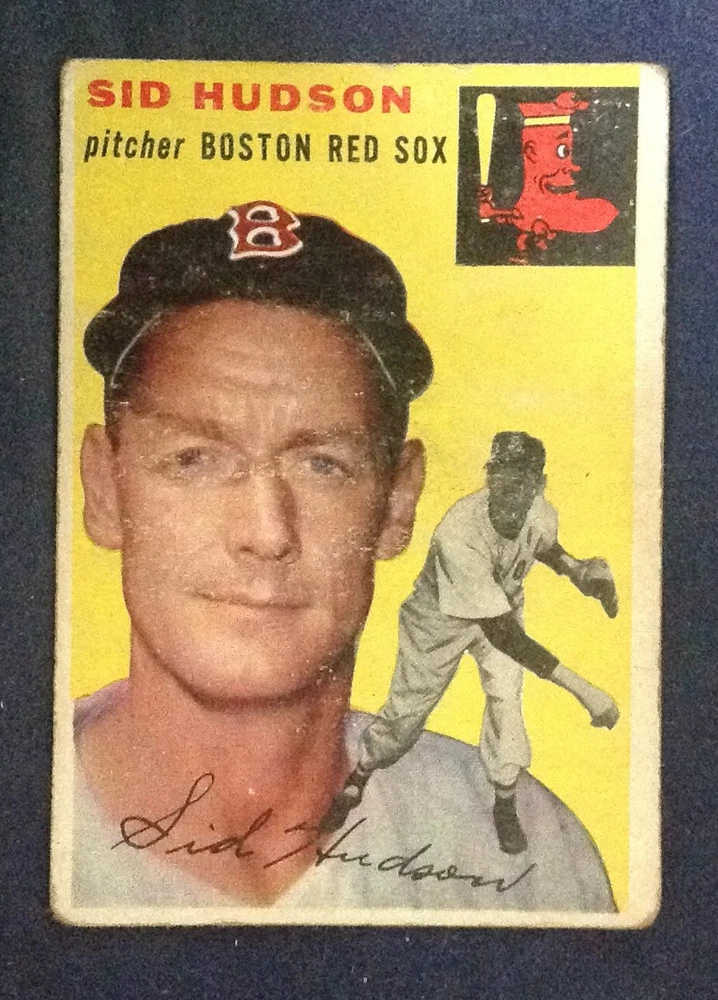 SID HUDSON
pitcher BOSTON RED SOX
B
Sid Hudson